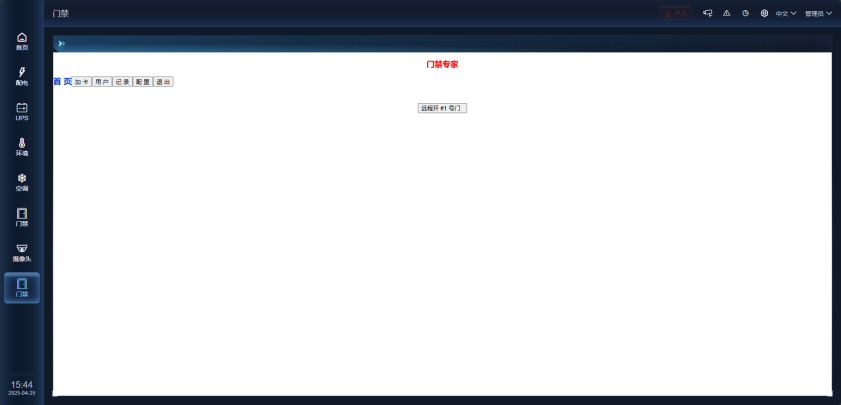 门禁
中文
管理员
首页
配电
UPS
环境
空调
门禁
摄像头
门禁
15:44
2025-04-25
门禁专家
首 页 加 卡 用 户 记 录 配 置 退 出
远程开 #1 号门